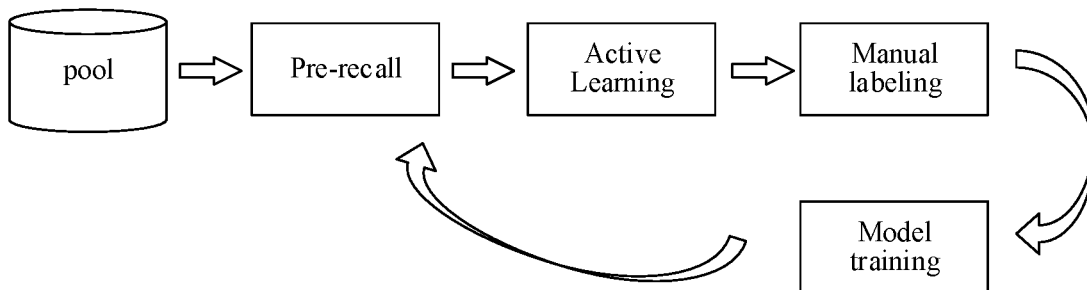 pool
Pre-recall
Active
Learning
Manual
labeling
Model
training